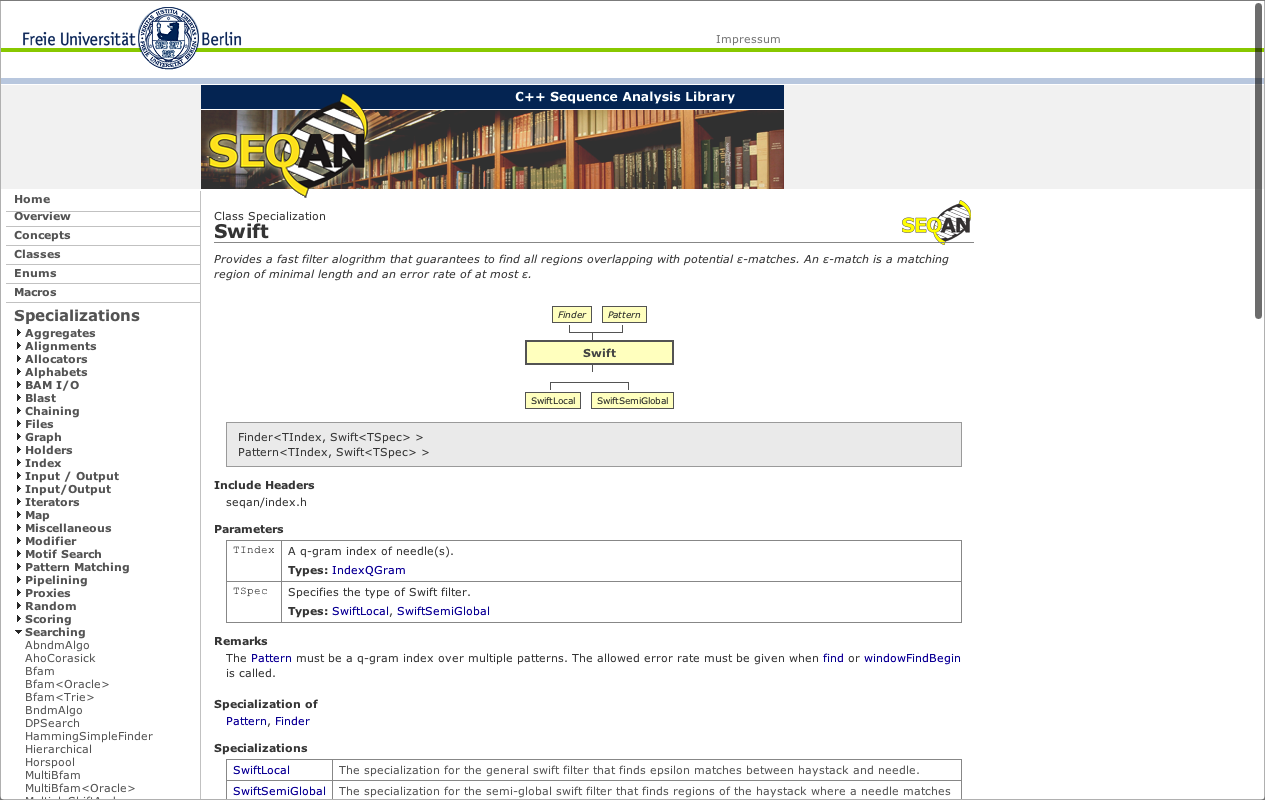 Freie Universität Berlin
Impressum
C++ Sequence Analysis Library
SEQAN
Home
Overview
Concepts
Classes
Enums
Macros
Specializations
Aggregates
Alignments
Allocators
Alphabets
BAM I/O
Blast
Chaining
Files
Graph
Holders
Index
Input / Output
Input/Output
Iterators
Map
Miscellaneous
Modifier
Motif Search
Pattern Matching
Pipelining
Proxies
Random
Scoring
Searching
AbndmAlgo
AhoCorasick
Bfam
Bfam<Oracle>
Bfam<Trie>
BndmAlgo
DPSearch
HammingSimpleFinder
Hierarchical
Horspool
MultiBfam
MultiBfam<Oracle>
Class Specialization
Swift
SEQAN
Provides a fast filter alogrithm that guarantees to find all regions overlapping with potential ε-matches. An ε-match is a matching
region of minimal length and an error rate of at most ε.
Finder Pattern
Swift
SwiftLocal SwiftSemiGlobal
Finder<TIndex, Swift<TSpec> >
Pattern<TIndex, Swift<TSpec> >
Include Headers
seqan/index.h
Parameters
TIndex A q-gram index of needle(s).
Types: IndexQGram
TSpec Specifies the type of Swift filter.
Types: SwiftLocal, SwiftSemiGlobal
Remarks
The Pattern must be a q-gram index over multiple patterns. The allowed error rate must be given when find or windowFindBegin
is called.
Specialization of
Pattern, Finder
Specializations
SwiftLocal The specialization for the general swift filter that finds epsilon matches between haystack and needle.
SwiftSemiGlobal The specialization for the semi-global swift filter that finds regions of the haystack where a needle matches